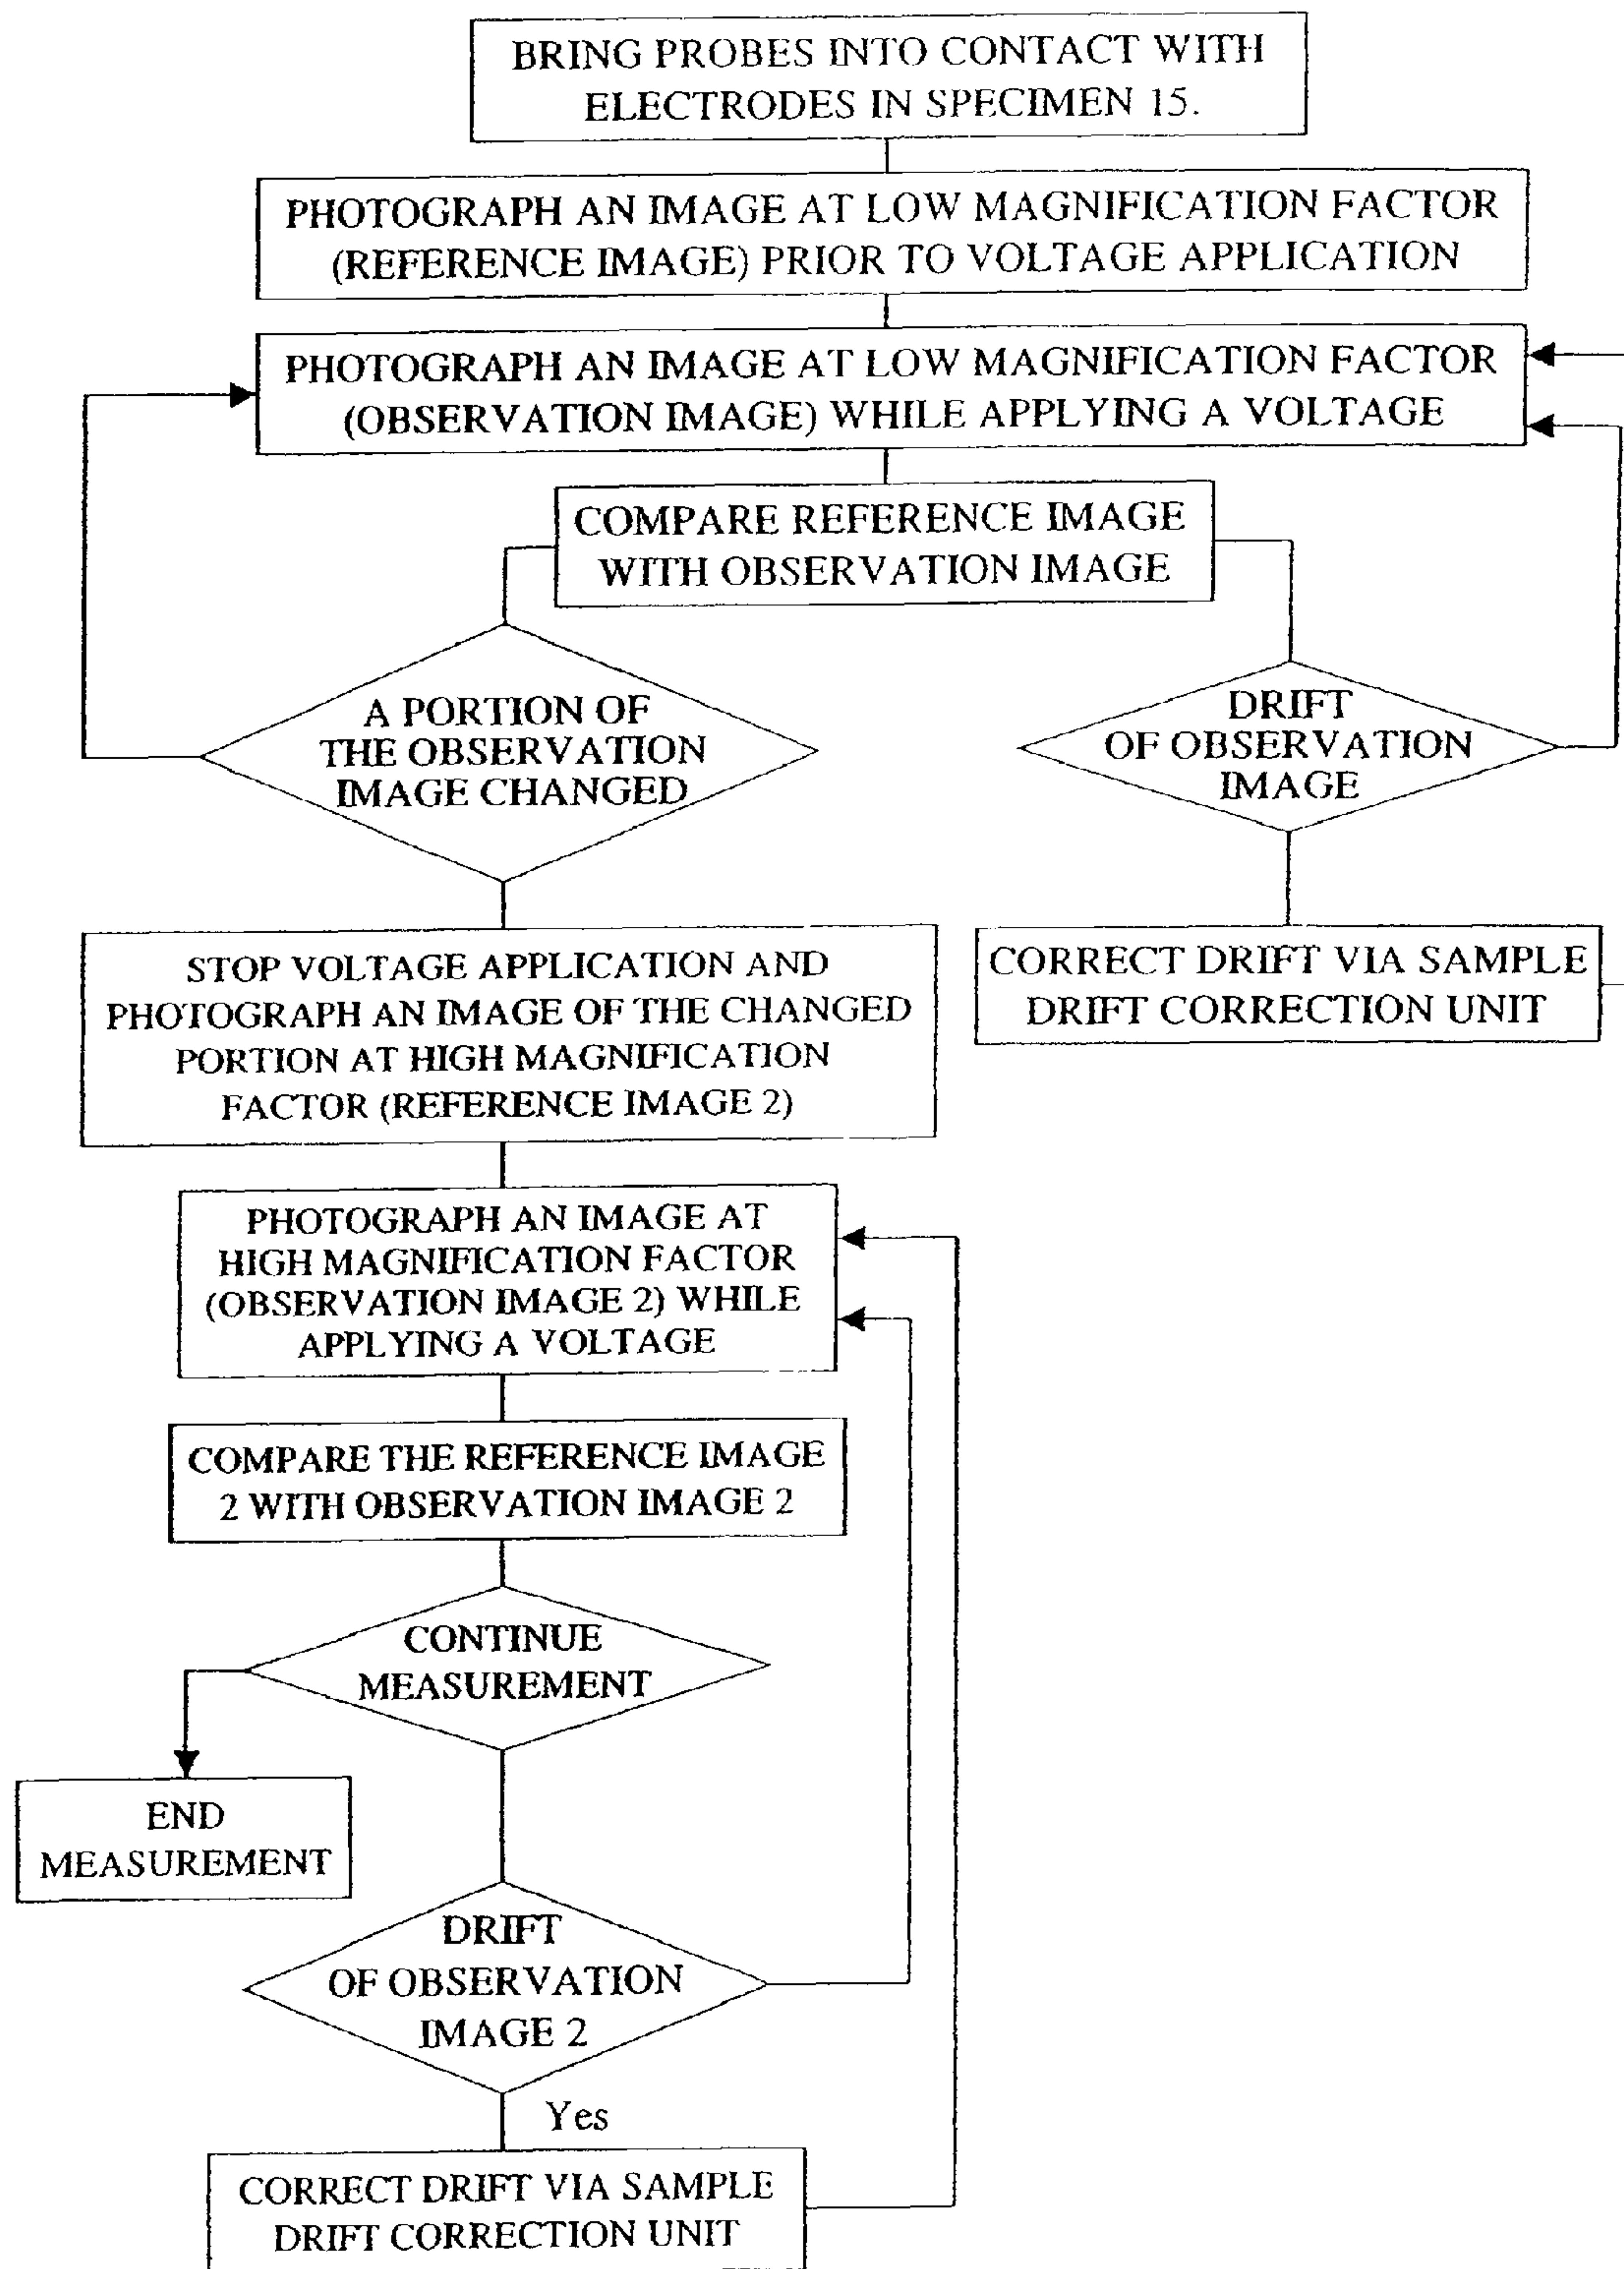 BRING PROBES INTO CONTACT WITH
ELECTRODES IN SPECIMEN 15.
PHOTOGRAPH AN IMAGE AT LOW MAGNIFICATION FACTOR
(REFERENCE IMAGE) PRIOR TO VOLTAGE APPLICATION
PHOTOGRAPH AN IMAGE AT LOW MAGNIFICATION FACTOR
(OBSERVATION IMAGE) WHILE APPLYING A VOLTAGE
COMPARE REFERENCE IMAGE
WITH OBSERVATION IMAGE
A PORTION OF
THE OBSERVATION
IMAGE CHANGED
DRIFT
OF OBSERVATION
IMAGE
STOP VOLTAGE APPLICATION AND
PHOTOGRAPH AN IMAGE OF THE CHANGED
PORTION AT HIGH MAGNIFICATION
FACTOR (REFERENCE IMAGE 2)
CORRECT DRIFT VIA SAMPLE
DRIFT CORRECTION UNIT
PHOTOGRAPH AN IMAGE AT
HIGH MAGNIFICATION FACTOR
(OBSERVATION IMAGE 2) WHILE
APPLYING A VOLTAGE
COMPARE THE REFERENCE IMAGE
2 WITH OBSERVATION IMAGE 2
CONTINUE
MEASUREMENT
END
MEASUREMENT
DRIFT
OF OBSERVATION
IMAGE 2
Yes
CORRECT DRIFT VIA SAMPLE
DRIFT CORRECTION UNIT